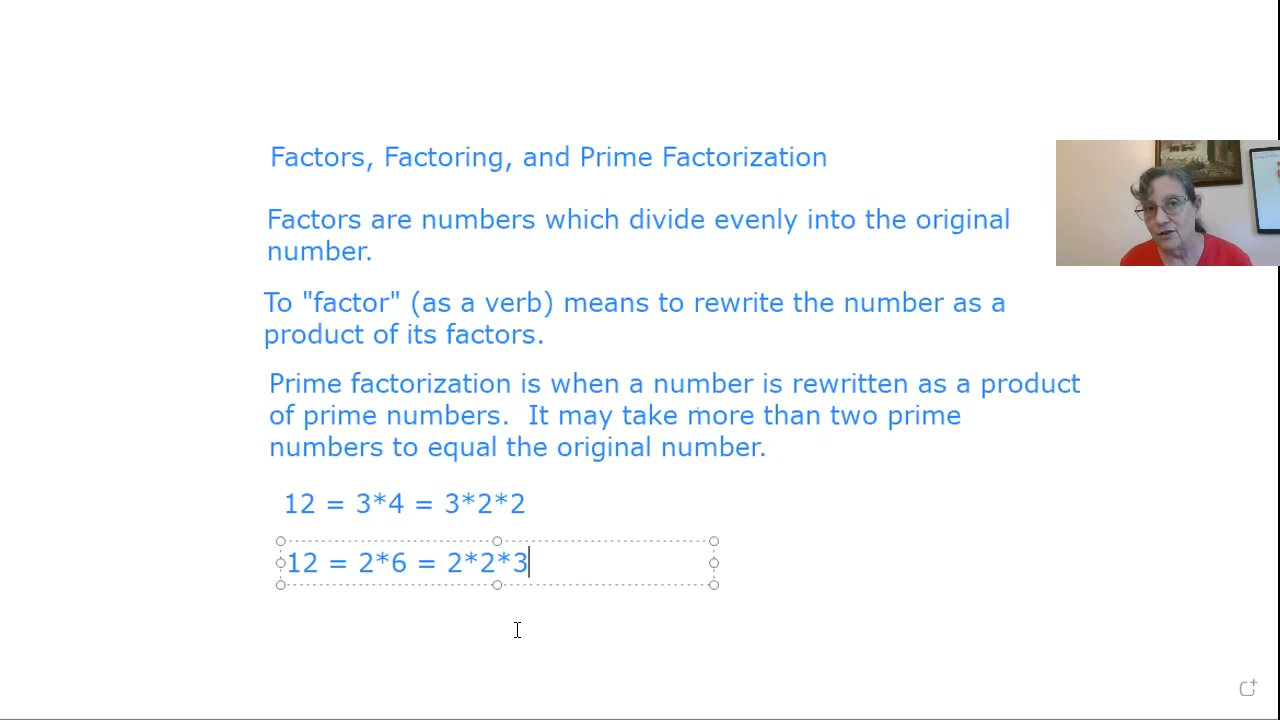 Factors, Factoring, and Prime Factorization
Factors are numbers which divide evenly into the original
number.
To "factor" (as a verb) means to rewrite the number as a
product of its factors.
Prime factorization is when a number is rewritten as a product
of prime numbers.  It may take more than two prime
numbers to equal the original number.
12 = 3*4 = 3*2*2
12 = 2*6 = 2*2*3